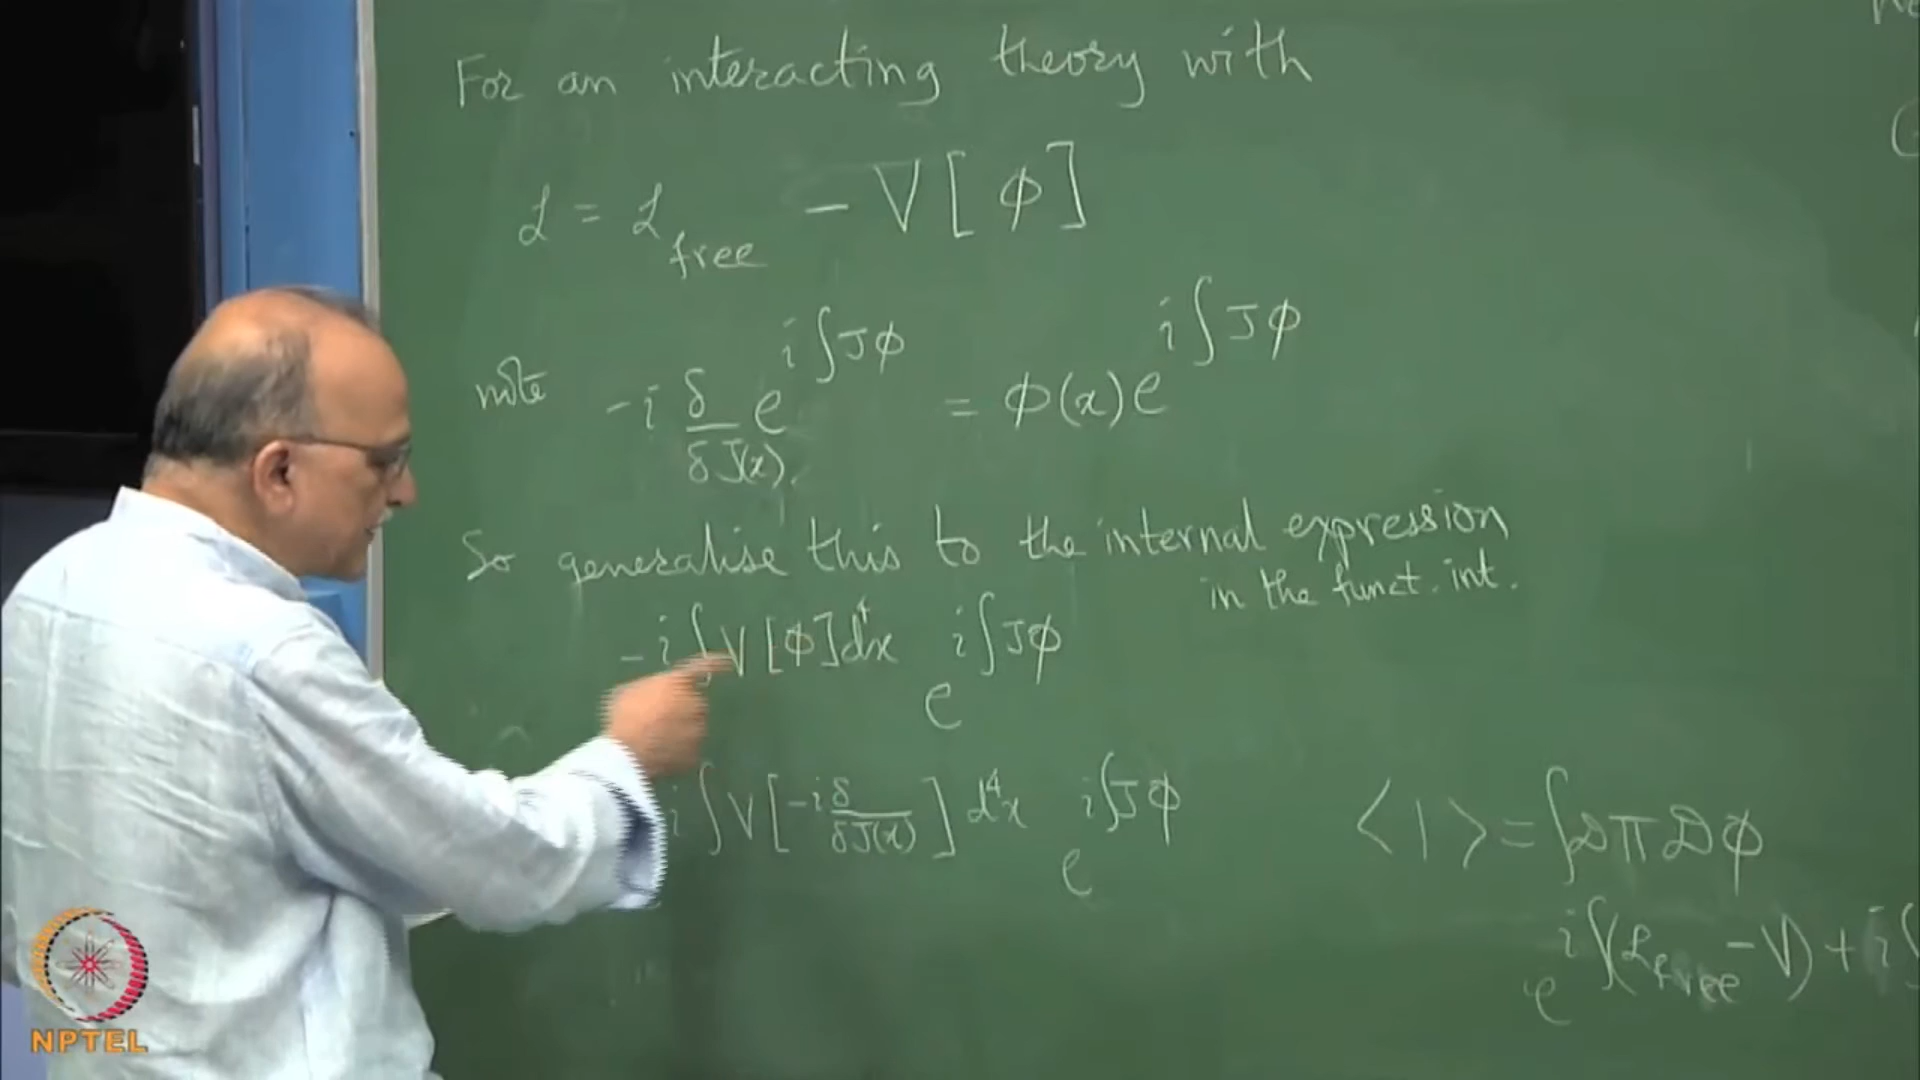 For an interacting theory with
ℒ = ℒ_free - V[ϕ]
note -i δ/δJ(x) e^{i∫Jϕ} = ϕ(x) e^{i∫Jϕ}
So generalise this to the internal expression
in the funct. int.
-i∫V[ϕ]d⁴x e^{i∫Jϕ}
i∫V[-i δ/δJ(x)] d⁴x e^{i∫Jϕ}
<1> = ∫𝒟π𝒟ϕ
e^{i∫(ℒ_free - V) + i∫
NPTEL